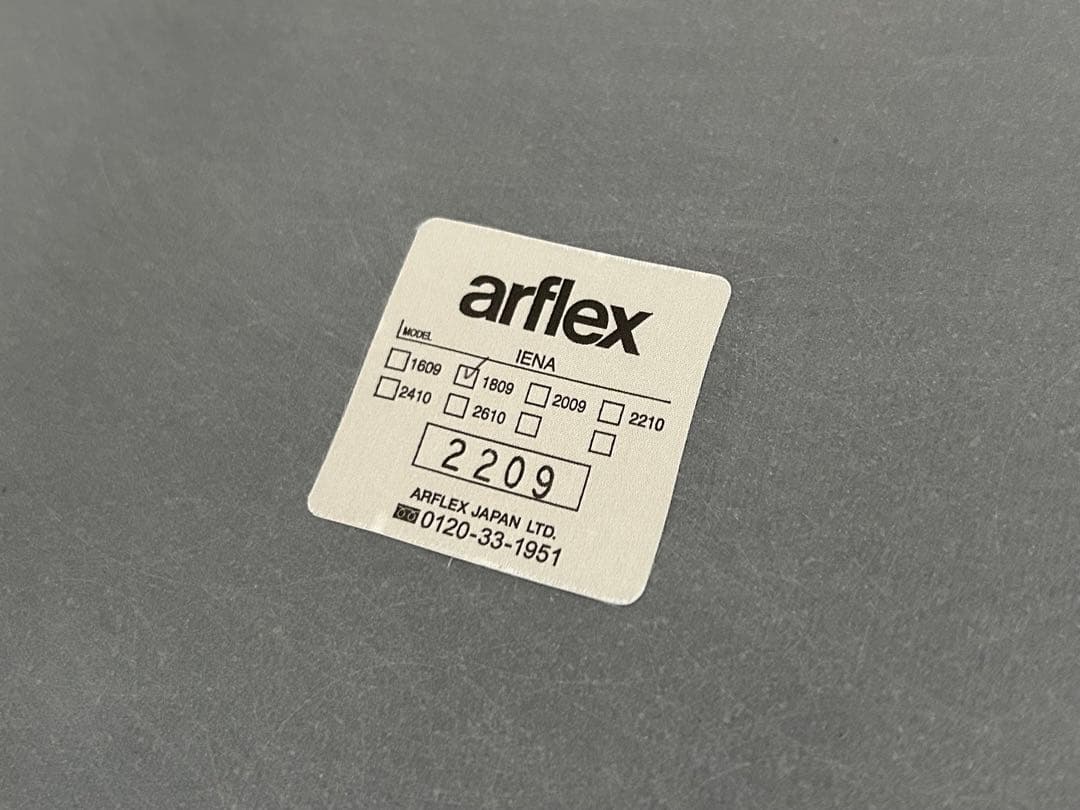 arflex
MODEL IENA
☐1609 ☑1809 ☐2009 ☐2210
☐2410 ☐2610 ☐ ☐
2209
ARFLEX JAPAN LTD.
0120-33-1951